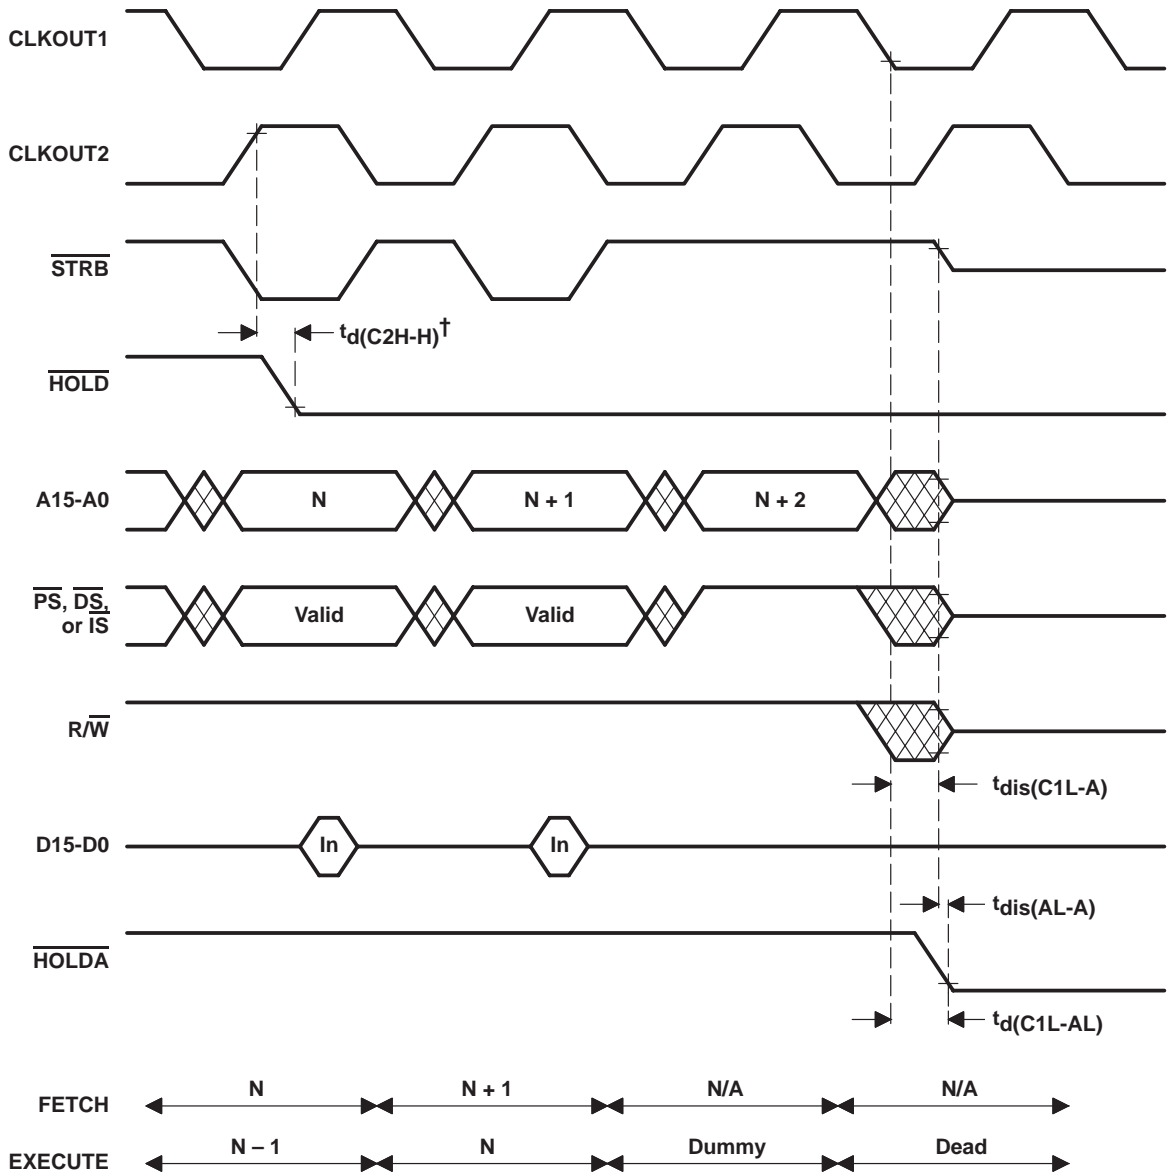 CLKOUT1
CLKOUT2
STRB
td(C2H-H)†
HOLD
A15-A0 N N + 1 N + 2
PS, DS,
or IS
Valid Valid
R/W
tdis(C1L-A)
D15-D0 In In
tdis(AL-A)
HOLDA
td(C1L-AL)
FETCH N N + 1 N/A N/A
EXECUTE N – 1 N Dummy Dead